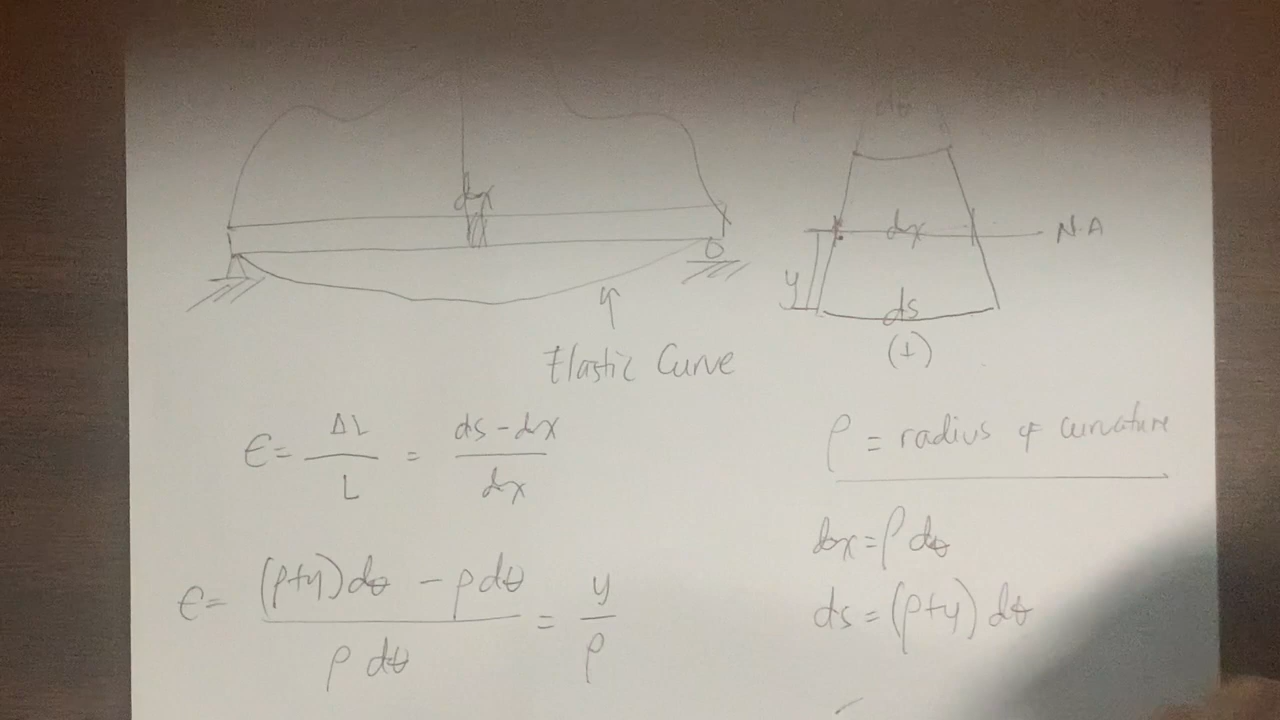 dθ
dx
dx
N·A
y
ds
(+)
Elastic Curve
ϵ = ΔL / L = ds - dx / dx
ρ = radius of curvature
dx = ρ dθ
ϵ = (ρ+y) dθ - ρ dθ / ρ dθ = y / ρ
ds = (ρ+y) dθ